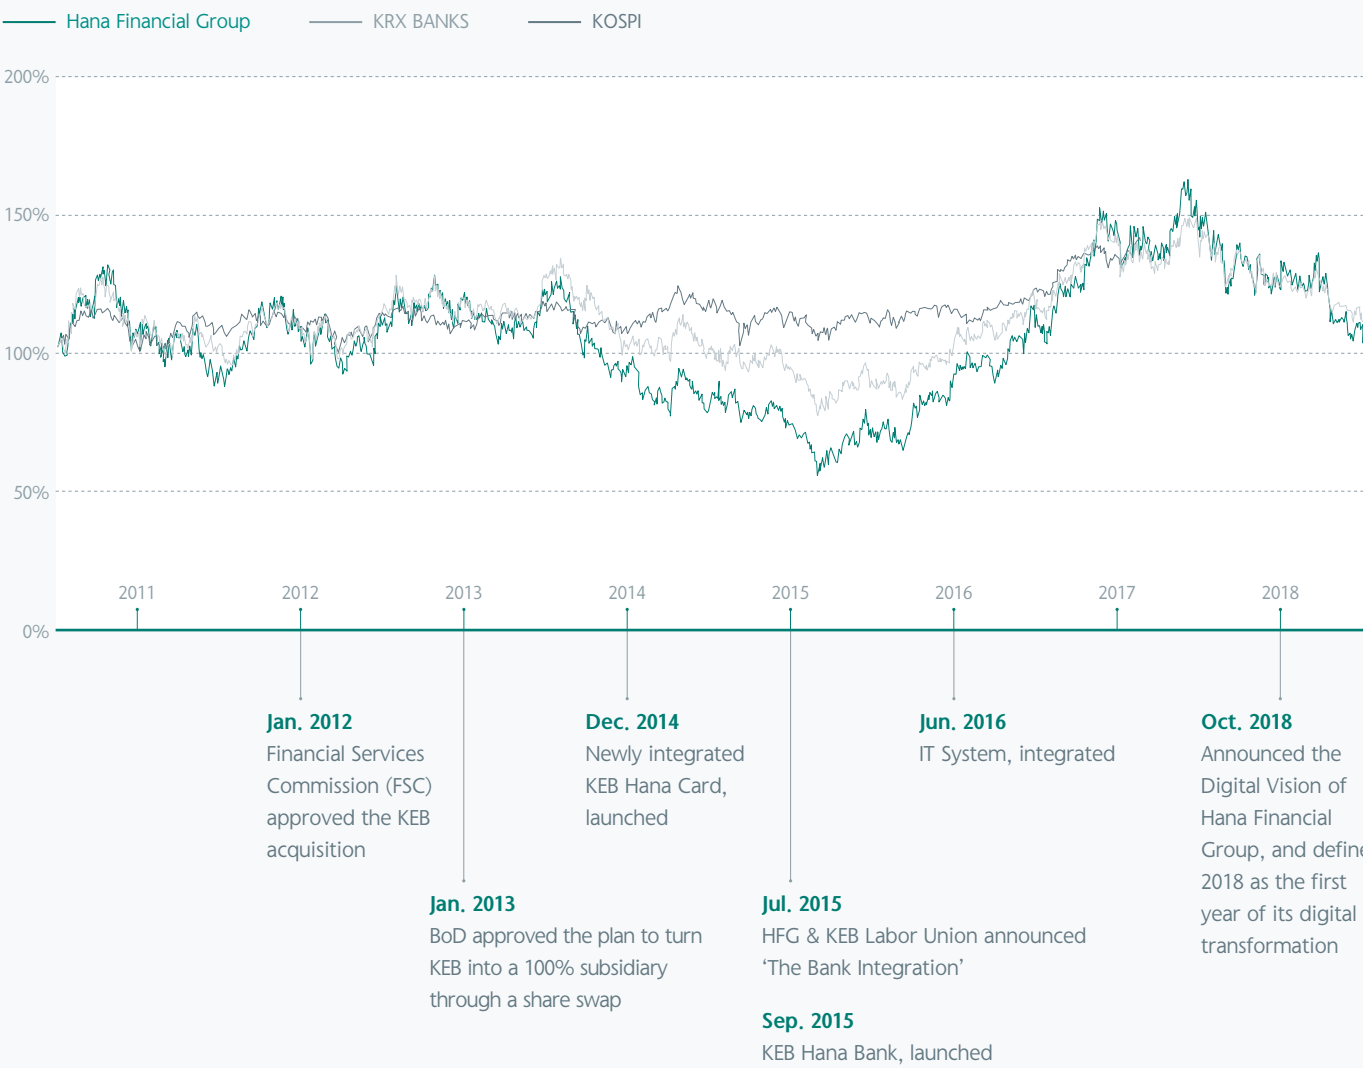 Hana Financial Group KRX BANKS KOSPI
200%
150%
100%
50%
2011 2012 2013 2014 2015 2016 2017 2018
0%
Jan. 2012
Financial Services
Commission (FSC)
approved the KEB
acquisition
Jan. 2013
BoD approved the plan to turn
KEB into a 100% subsidiary
through a share swap
Dec. 2014
Newly integrated
KEB Hana Card,
launched
Jul. 2015
HFG & KEB Labor Union announced
‘The Bank Integration’
Sep. 2015
KEB Hana Bank, launched
Jun. 2016
IT System, integrated
Oct. 2018
Announced the
Digital Vision of
Hana Financial
Group, and define
2018 as the first
year of its digital
transformation